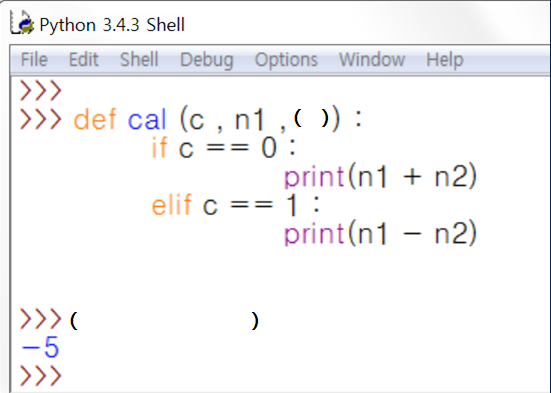 Python 3.4.3 Shell
File Edit Shell Debug Options Window Help
>>>
>>> def cal (c , n1 ,( )) :
if c == 0 :
print(n1 + n2)
elif c == 1 :
print(n1 − n2)
>>> ( )
−5
>>>